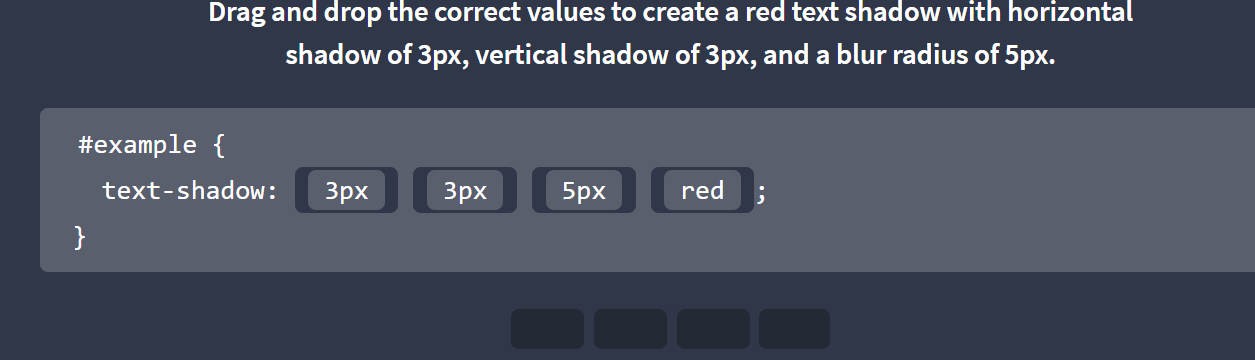 Drag and drop the correct values to create a red text shadow with horizontal
shadow of 3px, vertical shadow of 3px, and a blur radius of 5px.
#example {
text-shadow: 3px 3px 5px red ;
}